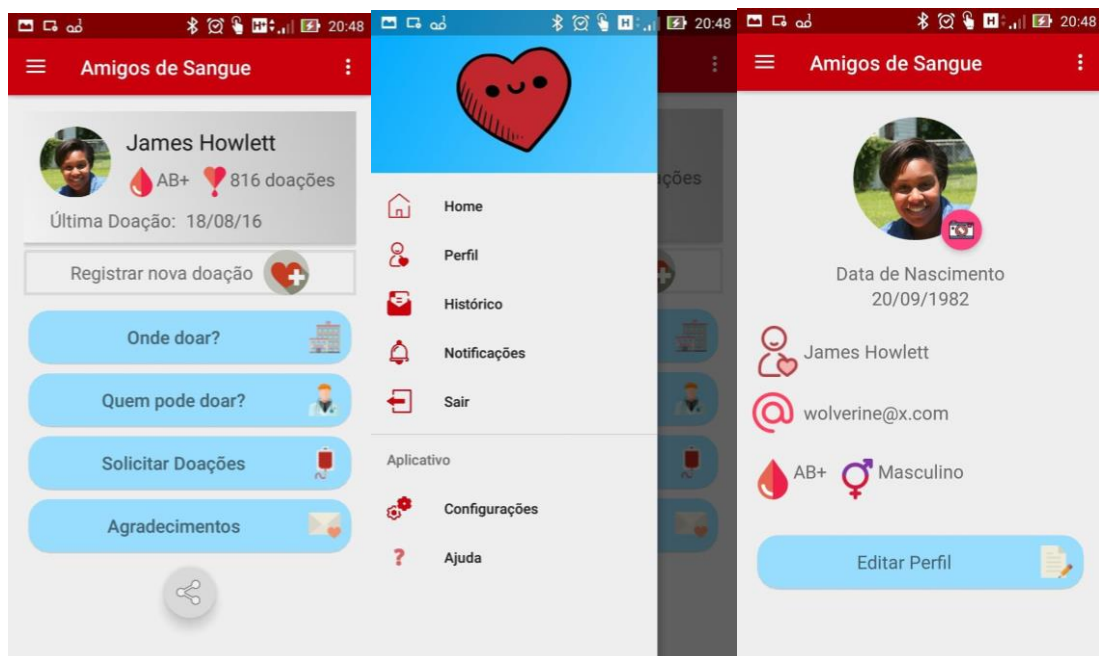 20:48
Amigos de Sangue
James Howlett
AB+ 816 doações
Última Doação: 18/08/16
Registrar nova doação
Onde doar?
Quem pode doar?
Solicitar Doações
Agradecimentos
H 20:48
ções
Home
Perfil
Histórico
Notificações
Sair
Aplicativo
Configurações
? Ajuda
H 20:48
Amigos de Sangue
Data de Nascimento
20/09/1982
James Howlett
@ wolverine@x.com
AB+ Masculino
Editar Perfil